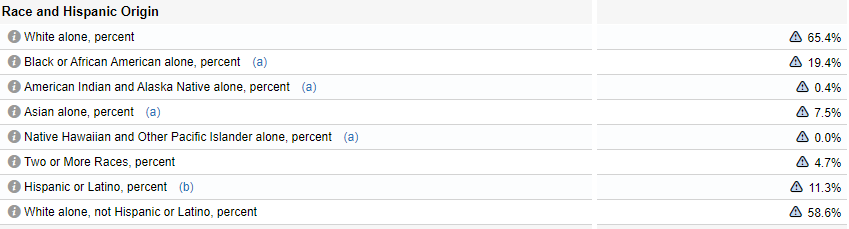 Race and Hispanic Origin
White alone, percent 65.4%
Black or African American alone, percent (a) 19.4%
American Indian and Alaska Native alone, percent (a) 0.4%
Asian alone, percent (a) 7.5%
Native Hawaiian and Other Pacific Islander alone, percent (a) 0.0%
Two or More Races, percent 4.7%
Hispanic or Latino, percent (b) 11.3%
White alone, not Hispanic or Latino, percent 58.6%